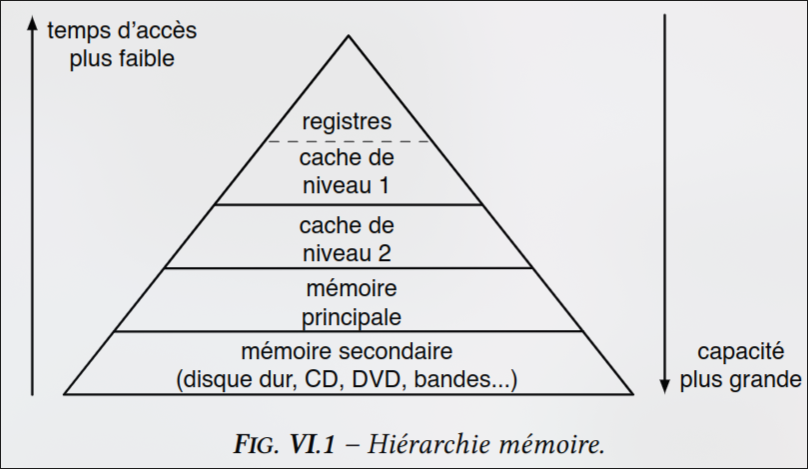 temps d'accès
plus faible
registres
cache de
niveau 1
cache de
niveau 2
mémoire
principale
mémoire secondaire
(disque dur, CD, DVD, bandes...)
capacité
plus grande
FIG. VI.1 – Hiérarchie mémoire.